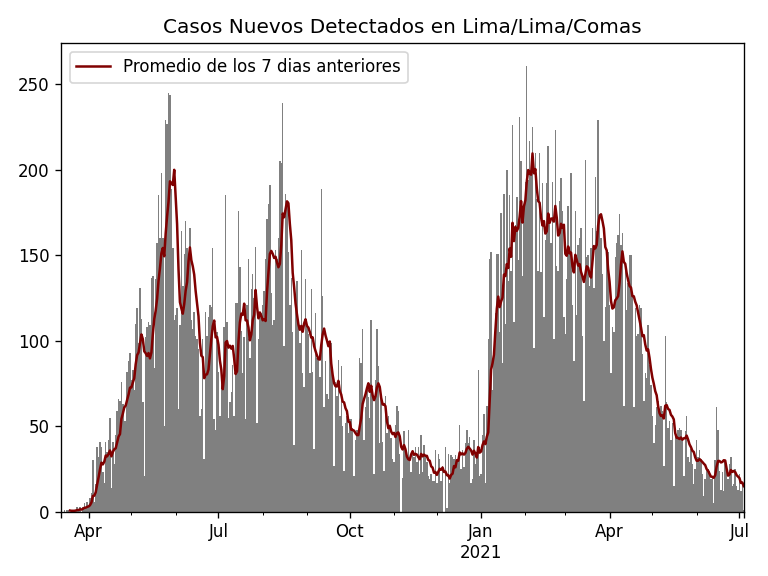 Casos Nuevos Detectados en Lima/Lima/Comas
Promedio de los 7 dias anteriores
250
200
150
100
50
0
Apr Jul Oct Jan Apr Jul
2021